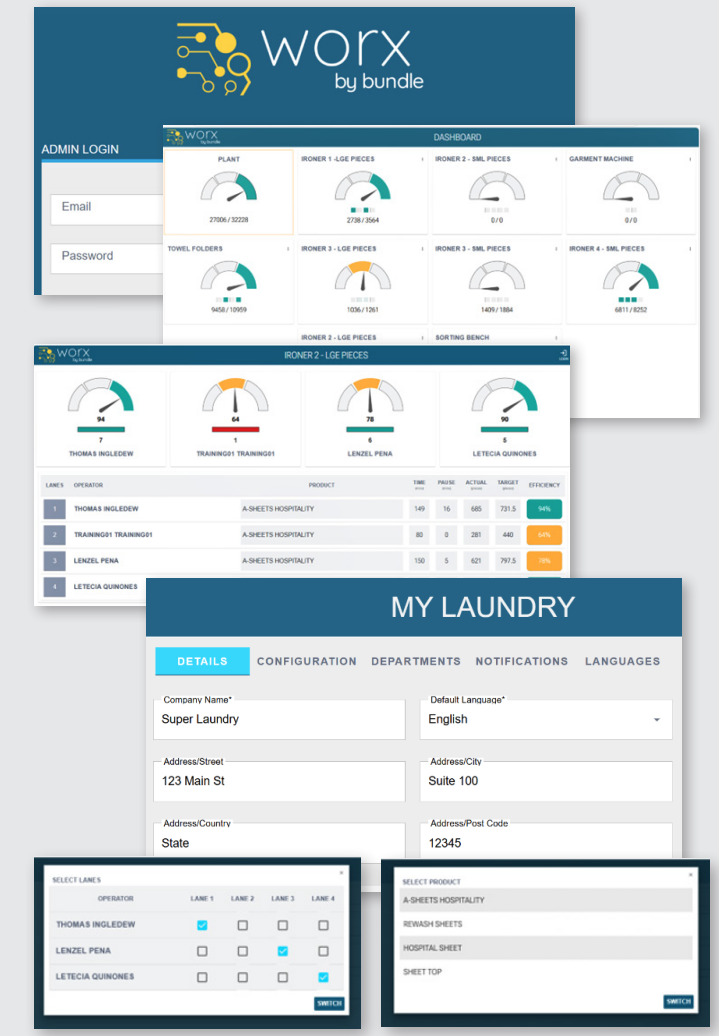 worx
by bundle
ADMIN LOGIN
Email
Password
worx
by bundle
DASHBOARD
PLANT
27006 / 32228
IRONER 1 -LGE PIECES
2738 / 3564
IRONER 2 - SML PIECES
0 / 0
GARMENT MACHINE
0 / 0
TOWEL FOLDERS
9458 / 10959
IRONER 3 - LGE PIECES
1036 / 1261
IRONER 3 - SML PIECES
1409 / 1884
IRONER 4 - SML PIECES
6811 / 8252
IRONER 2 - LGE PIECES
SORTING BENCH
worx
by bundle
IRONER 2 - LGE PIECES
94
7
THOMAS INGLEDEW
64
1
TRAINING01 TRAINING01
78
6
LENZEL PENA
90
5
LETECIA QUINONES
LANES OPERATOR PRODUCT TIME PAUSE ACTUAL TARGET EFFICIENCY
1 THOMAS INGLEDEW A-SHEETS HOSPITALITY 149 16 685 731.5 94%
2 TRAINING01 TRAINING01 A-SHEETS HOSPITALITY 80 0 281 440 64%
3 LENZEL PENA A-SHEETS HOSPITALITY 150 5 621 797.5 78%
4 LETECIA QUINONES
MY LAUNDRY
DETAILS CONFIGURATION DEPARTMENTS NOTIFICATIONS LANGUAGES
Company Name*
Super Laundry
Default Language*
English
Address/Street
123 Main St
Address/City
Suite 100
Address/Country
State
Address/Post Code
12345
SELECT LANES
OPERATOR LANE 1 LANE 2 LANE 3 LANE 4
THOMAS INGLEDEW
LENZEL PENA
LETECIA QUINONES
SWITCH
SELECT PRODUCT
A-SHEETS HOSPITALITY
REWASH SHEETS
HOSPITAL SHEET
SHEET TOP
SWITCH